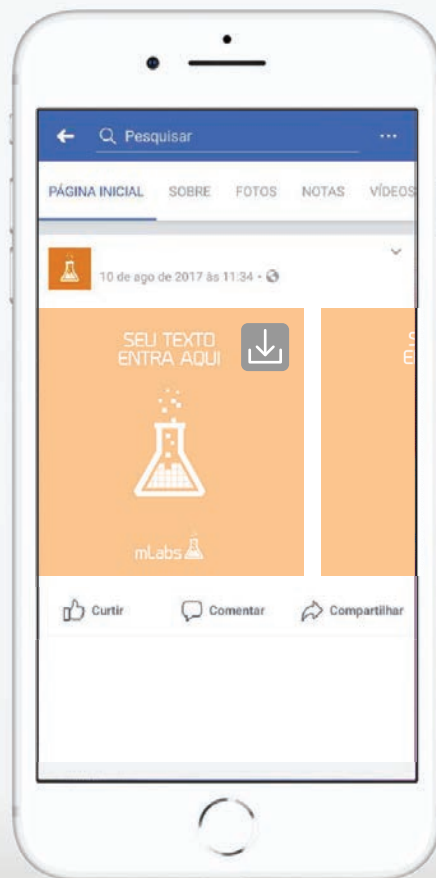 Pesquisar
PÁGINA INICIAL SOBRE FOTOS NOTAS VÍDEOS
10 de ago de 2017 às 11:34
SEU TEXTO
ENTRA AQUI
S
E
mLabs
Curtir Comentar Compartilhar